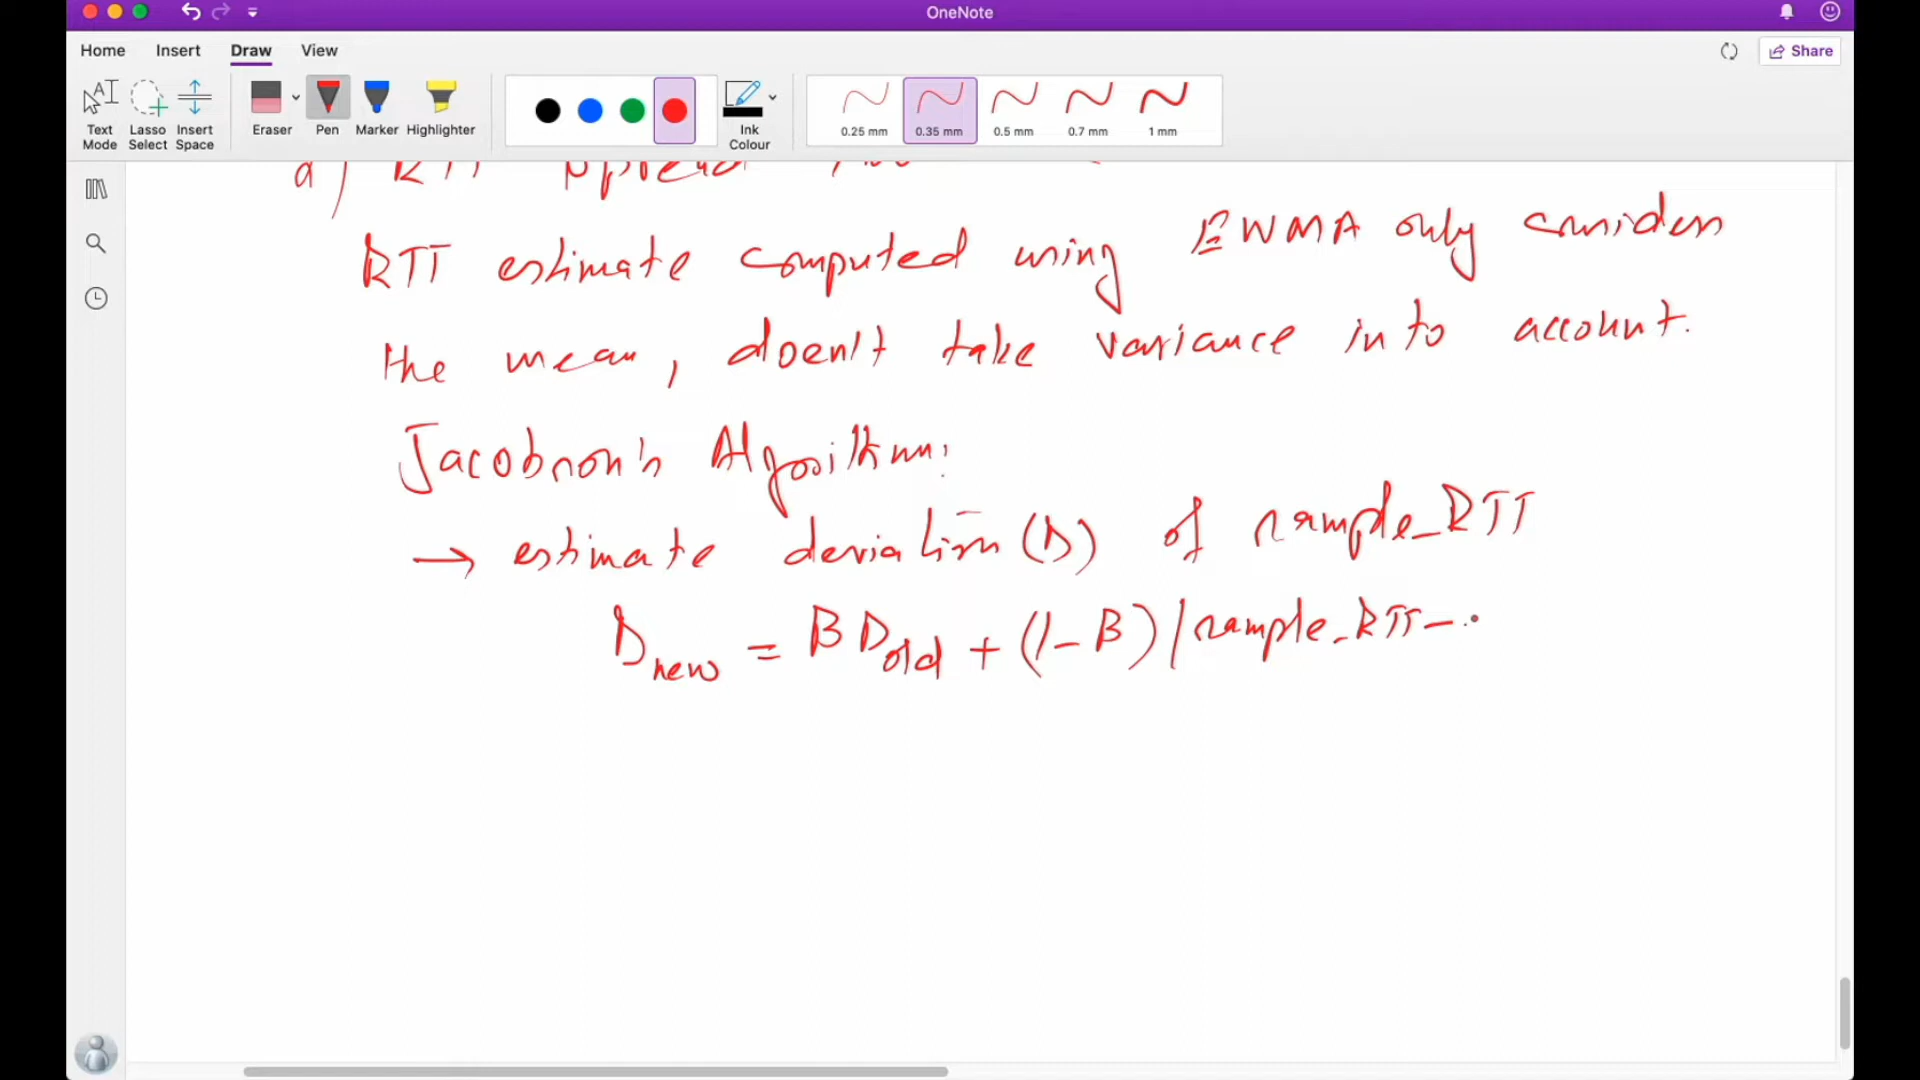 OneNote
Home Insert Draw View Share
Text Mode Lasso Select Insert Space Eraser Pen Marker Highlighter Ink Colour 0.25 mm 0.35 mm 0.5 mm 0.7 mm 1 mm
a) RTT spread
RTT estimate computed using EWMA only considers
the mean, doesn't take variance into account.
Jacobson's Algorithm:
→ estimate deviation (D) of sample_RTT
D_new = B D_old + (1-B) |sample_RTT -